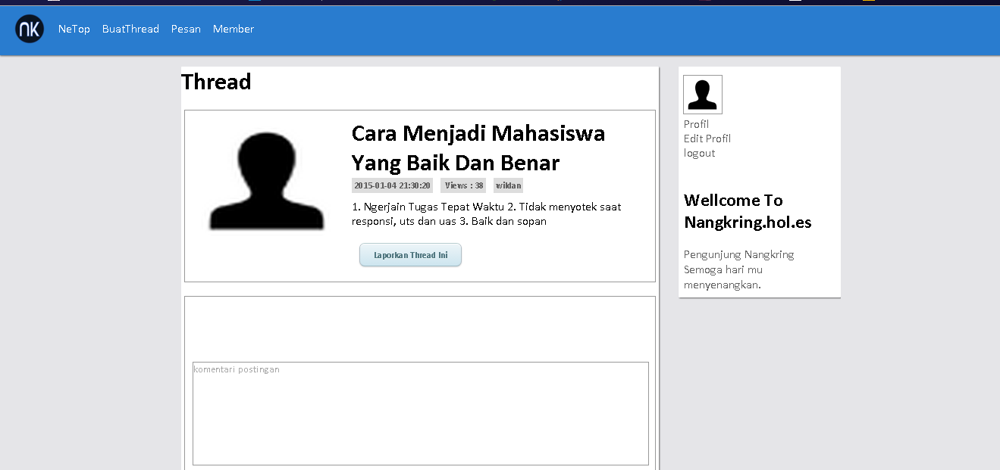 NK
NeTop BuatThread Pesan Member
Thread
Cara Menjadi Mahasiswa
Yang Baik Dan Benar
2015-01-04 21:30:20 Views : 38 wildan
1. Ngerjain Tugas Tepat Waktu 2. Tidak menyotek saat
responsi, uts dan uas 3. Baik dan sopan
Laporkan Thread Ini
komentari postingan
Profil
Edit Profil
logout
Wellcome To
Nangkring.hol.es
Pengunjung Nangkring
Semoga hari mu
menyenangkan.